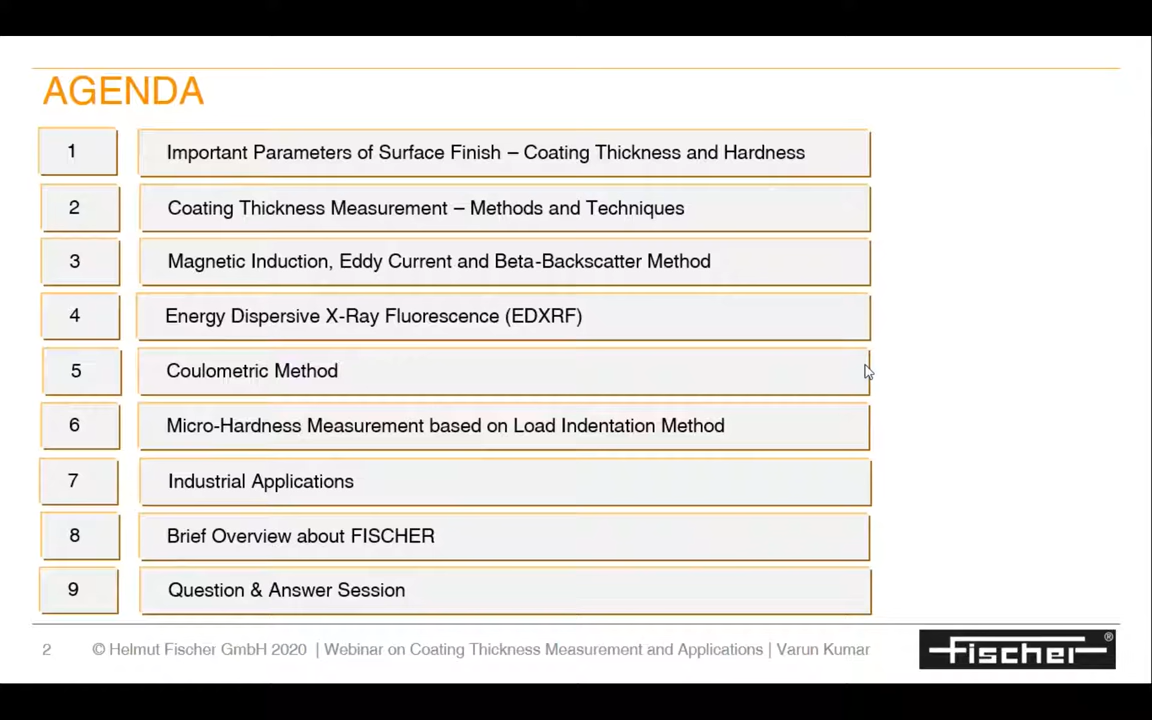 AGENDA
1 Important Parameters of Surface Finish – Coating Thickness and Hardness
2 Coating Thickness Measurement – Methods and Techniques
3 Magnetic Induction, Eddy Current and Beta-Backscatter Method
4 Energy Dispersive X-Ray Fluorescence (EDXRF)
5 Coulometric Method
6 Micro-Hardness Measurement based on Load Indentation Method
7 Industrial Applications
8 Brief Overview about FISCHER
9 Question & Answer Session
2 © Helmut Fischer GmbH 2020 | Webinar on Coating Thickness Measurement and Applications | Varun Kumar
fischer®